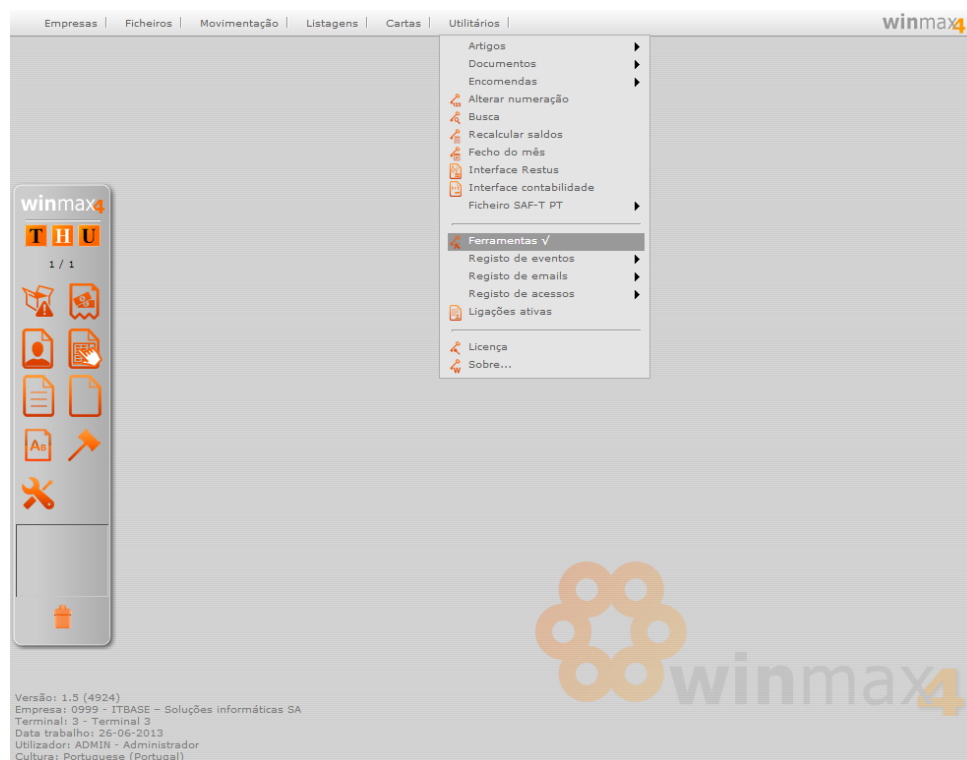 Empresas | Ficheiros | Movimentação | Listagens | Cartas | Utilitários |
winmax4
Artigos
Documentos
Encomendas
Alterar numeração
Busca
Recalcular saldos
Fecho do mês
Interface Restus
Interface contabilidade
Ficheiro SAF-T PT
Ferramentas √
Registo de eventos
Registo de emails
Registo de acessos
Ligações ativas
Licença
Sobre...
winmax4
T H U
1 / 1
AB
winmax4
Versão: 1.5 (4924)
Empresa: 0999 - ITBASE – Soluções informáticas SA
Terminal: 3 - Terminal 3
Data trabalho: 26-06-2013
Utilizador: ADMIN - Administrador
Cultura: Portuguese (Portugal)